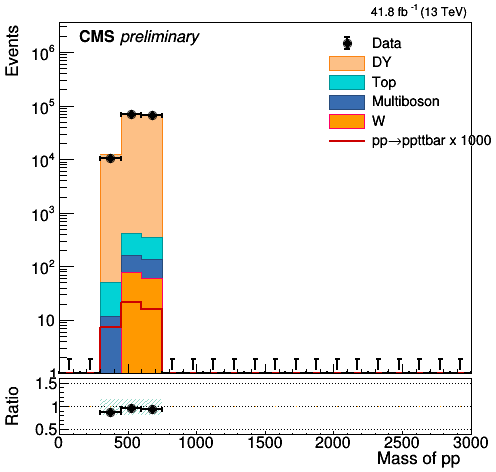 41.8 fb⁻¹ (13 TeV)
CMS preliminary
Events
10⁶
10⁵
10⁴
10³
10²
10
1
Data
DY
Top
Multiboson
W
pp→ppttbar x 1000
Ratio
1.5
1
0.5
0 500 1000 1500 2000 2500 3000
Mass of pp